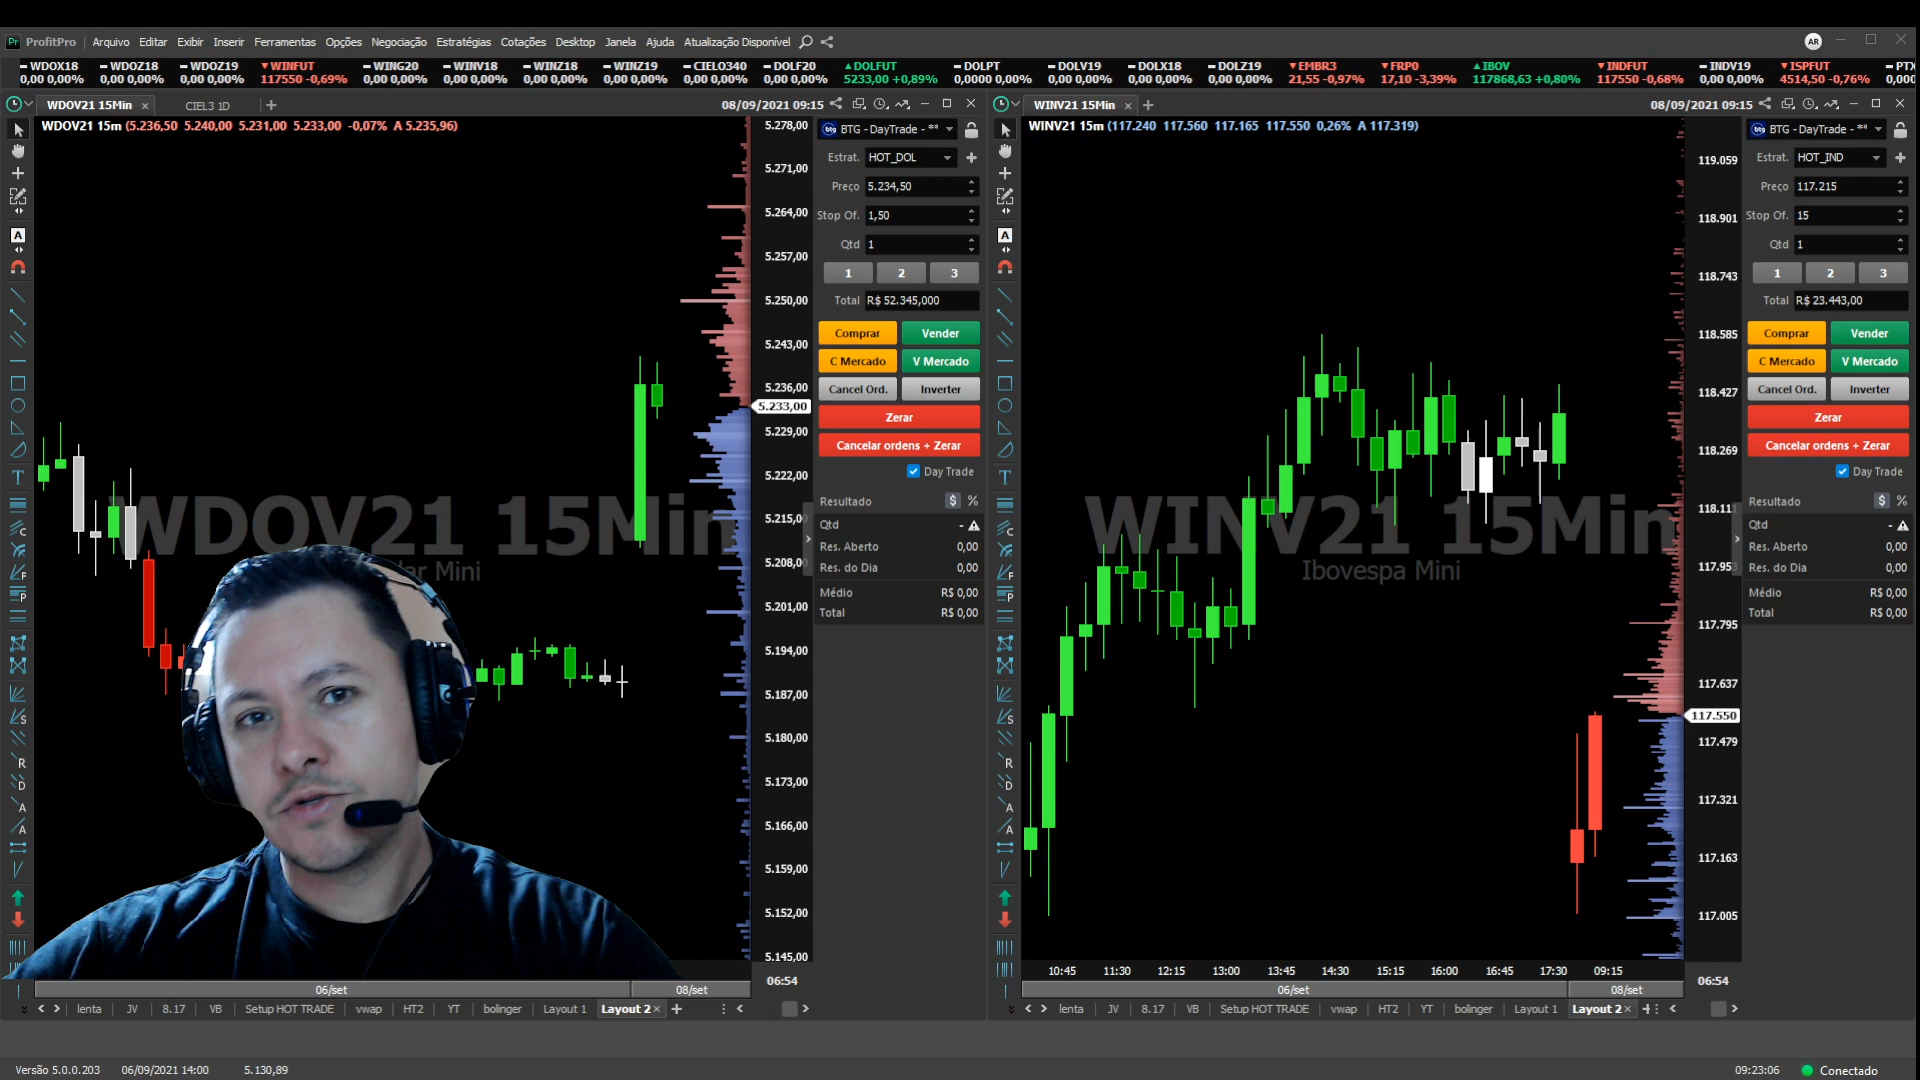 Pr ProfitPro Arquivo Editar Exibir Inserir Ferramentas Opções Negociação Estratégias Cotações Desktop Janela Ajuda Atualização Disponível AR
WDOX18 WDOZ18 WDOZ19 WINFUT WING20 WINV18 WINZ18 WINZ19 CIELO340 DOLF20 DOLFUT DOLPT DOLV19 DOLX18 DOLZ19 EMBR3 FRP0 IBOV INDFUT INDV19 ISPFUT PTX
0,00 0,00% 0,00 0,00% 0,00 0,00% 117550 -0,69% 0,00 0,00% 0,00 0,00% 0,00 0,00% 0,00 0,00% 0,00 0,00% 0,00 0,00% 5233,00 +0,89% 0,0000 0,00% 0,00 0,00% 0,00 0,00% 0,00 0,00% 21,55 -0,97% 17,10 -3,39% 117868,63 +0,80% 117550 -0,68% 0,00 0,00% 4514,50 -0,76% 0,000
WDOV21 15Min CIEL3 1D 08/09/2021 09:15
WDOV21 15m (5.236,50 5.240,00 5.231,00 5.233,00 -0,07% A 5.235,96)
5.278,00
5.271,00
5.264,00
5.257,00
5.250,00
5.243,00
5.236,00
5.233,00
5.229,00
5.222,00
5.215,00
5.208,00
5.201,00
5.194,00
5.187,00
5.180,00
5.173,00
5.166,00
5.159,00
5.152,00
5.145,00
06:54
WDOV21 15Min
lar Mini
06/set 08/set
btg BTG - DayTrade - **
Estrat. HOT_DOL
Preço 5.234,50
Stop Of. 1,50
Qtd 1
1 2 3
Total R$ 52.345,000
Comprar Vender
C Mercado V Mercado
Cancel Ord. Inverter
Zerar
Cancelar ordens + Zerar
Day Trade
Resultado $ %
Qtd -
Res. Aberto 0,00
Res. do Dia 0,00
Médio R$ 0,00
Total R$ 0,00
lenta JV 8.17 VB Setup HOT TRADE vwap HT2 YT bolinger Layout 1 Layout 2
WINV21 15Min 08/09/2021 09:15
WINV21 15m (117.240 117.560 117.165 117.550 0,26% A 117.319)
119.059
118.901
118.743
118.585
118.427
118.269
118.111
117.953
117.795
117.637
117.550
117.479
117.321
117.163
117.005
06:54
WINV21 15Min
Ibovespa Mini
10:45 11:30 12:15 13:00 13:45 14:30 15:15 16:00 16:45 17:30 09:15
06/set 08/set
btg BTG - DayTrade - **
Estrat. HOT_IND
Preço 117.215
Stop Of. 15
Qtd 1
1 2 3
Total R$ 23.443,00
Comprar Vender
C Mercado V Mercado
Cancel Ord. Inverter
Zerar
Cancelar ordens + Zerar
Day Trade
Resultado $ %
Qtd -
Res. Aberto 0,00
Res. do Dia 0,00
Médio R$ 0,00
Total R$ 0,00
lenta JV 8.17 VB Setup HOT TRADE vwap HT2 YT bolinger Layout 1 Layout 2
Versão 5.0.0.203 06/09/2021 14:00 5.130,89 09:23:06 Conectado